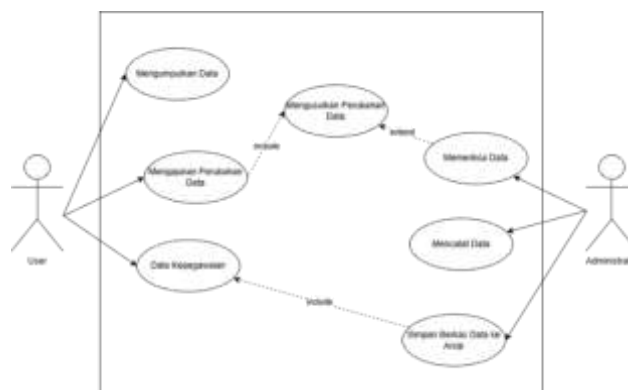 Mengumpulkan Data
Mengusulkan Perubahan
Data
include
extend
Mengajukan Perubahan
Data
Memeriksa Data
User
Administrat
Mencatat Data
Data Kepegawaian
include
Simpan Berkas Data ke
Arsip